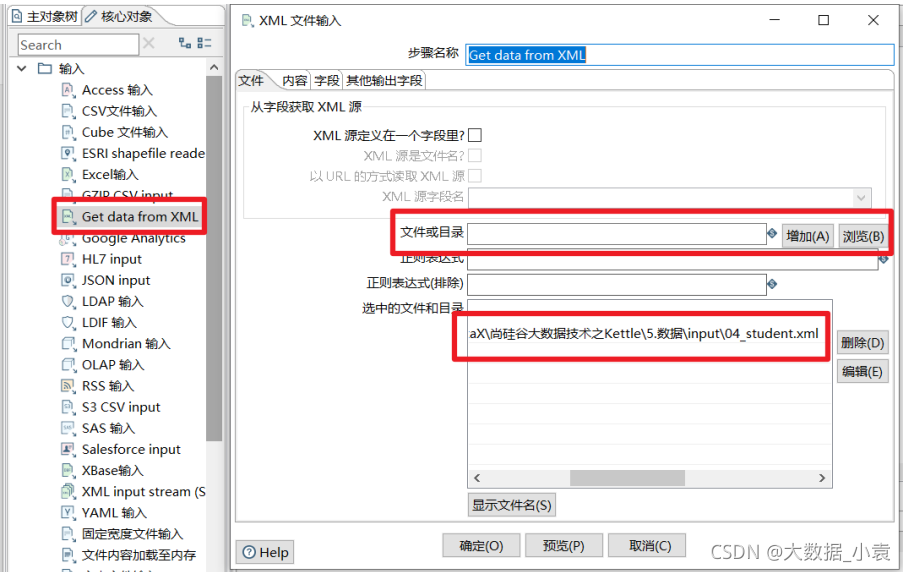 主对象树 核心对象
Search
输入
Access 输入
CSV文件输入
Cube 文件输入
ESRI shapefile reade
Excel输入
GZIP CSV input
Get data from XML
Google Analytics
HL7 input
JSON input
LDAP 输入
LDIF 输入
Mondrian 输入
OLAP 输入
RSS 输入
S3 CSV input
SAS 输入
Salesforce input
XBase输入
XML input stream (S
YAML 输入
固定宽度文件输入
文件内容加载至内存
XML 文件输入
步骤名称 Get data from XML
文件 内容 字段 其他输出字段
从字段获取 XML 源
XML 源定义在一个字段里?
XML 源是文件名?
以 URL 的方式读取 XML 源
XML 源字段名
文件或目录 增加(A) 浏览(B)
正则表达式
正则表达式(排除)
选中的文件和目录
aX\尚硅谷大数据技术之Kettle\5.数据\input\04_student.xml
删除(D)
编辑(E)
显示文件名(S)
Help 确定(O) 预览(P) 取消(C)
CSDN @大数据_小袁